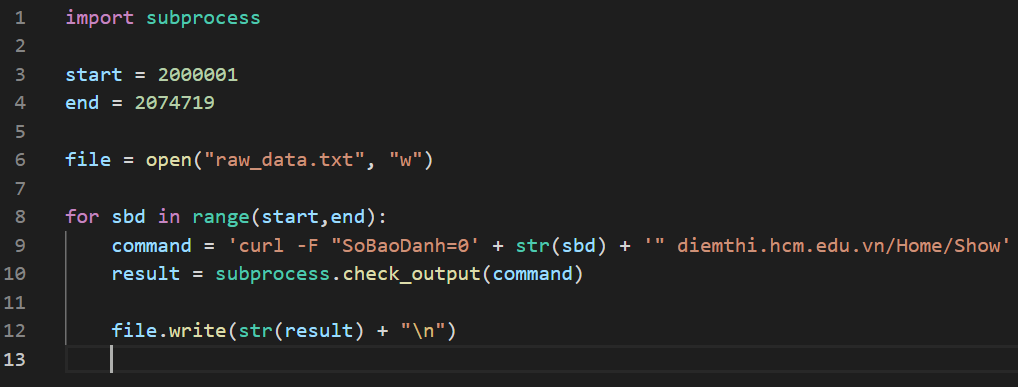 1 import subprocess
2
3 start = 2000001
4 end = 2074719
5
6 file = open("raw_data.txt", "w")
7
8 for sbd in range(start,end):
9     command = 'curl -F "SoBaoDanh=0' + str(sbd) + '" diemthi.hcm.edu.vn/Home/Show'
10     result = subprocess.check_output(command)
11
12     file.write(str(result) + "\n")
13